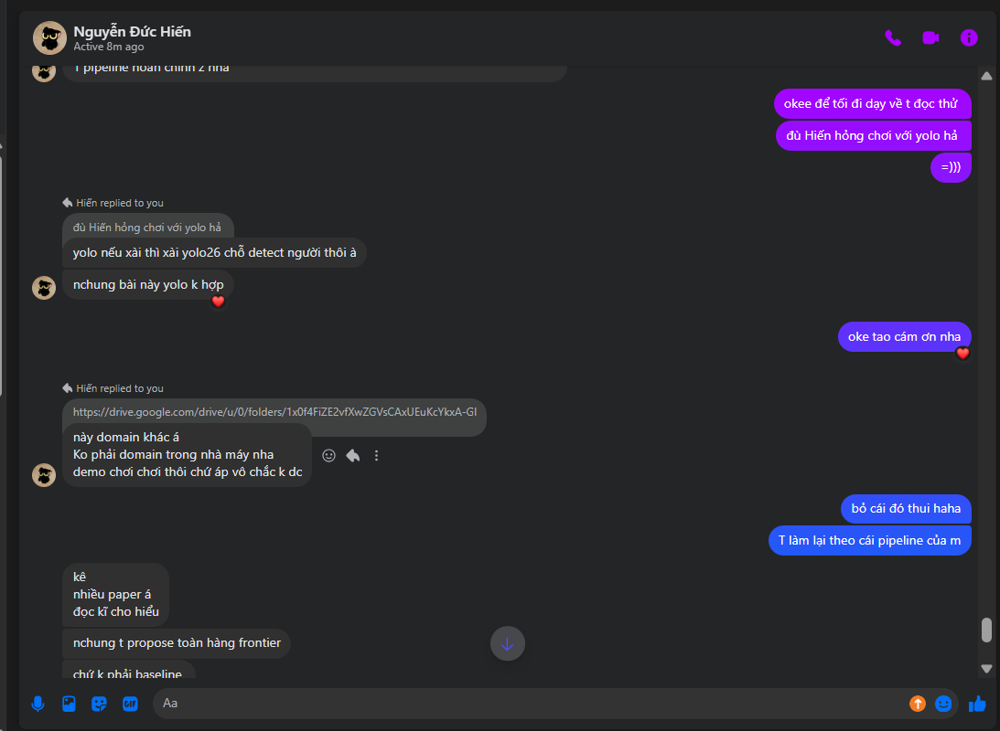 Nguyễn Đức Hiến
Active 8m ago
T pipeline hoàn chỉnh 2 nha
okee để tối đi dạy về t đọc thử
đù Hiến hỏng chơi với yolo hả
=)))
Hiến replied to you
đù Hiến hỏng chơi với yolo hả
yolo nếu xài thì xài yolo26 chỗ detect người thôi à
nchung bài này yolo k hợp
oke tao cám ơn nha
Hiến replied to you
https://drive.google.com/drive/u/0/folders/1x0f4FiZE2vfXwZGVsCAxUEuKcYkxA-GI
này domain khác á
Ko phải domain trong nhà máy nha
demo chơi chơi thôi chứ áp vô chắc k dc
bỏ cái đó thui haha
T làm lại theo cái pipeline của m
kê
nhiều paper á
đọc kĩ cho hiểu
nchung t propose toàn hàng frontier
chứ k phải baseline
GIF
Aa